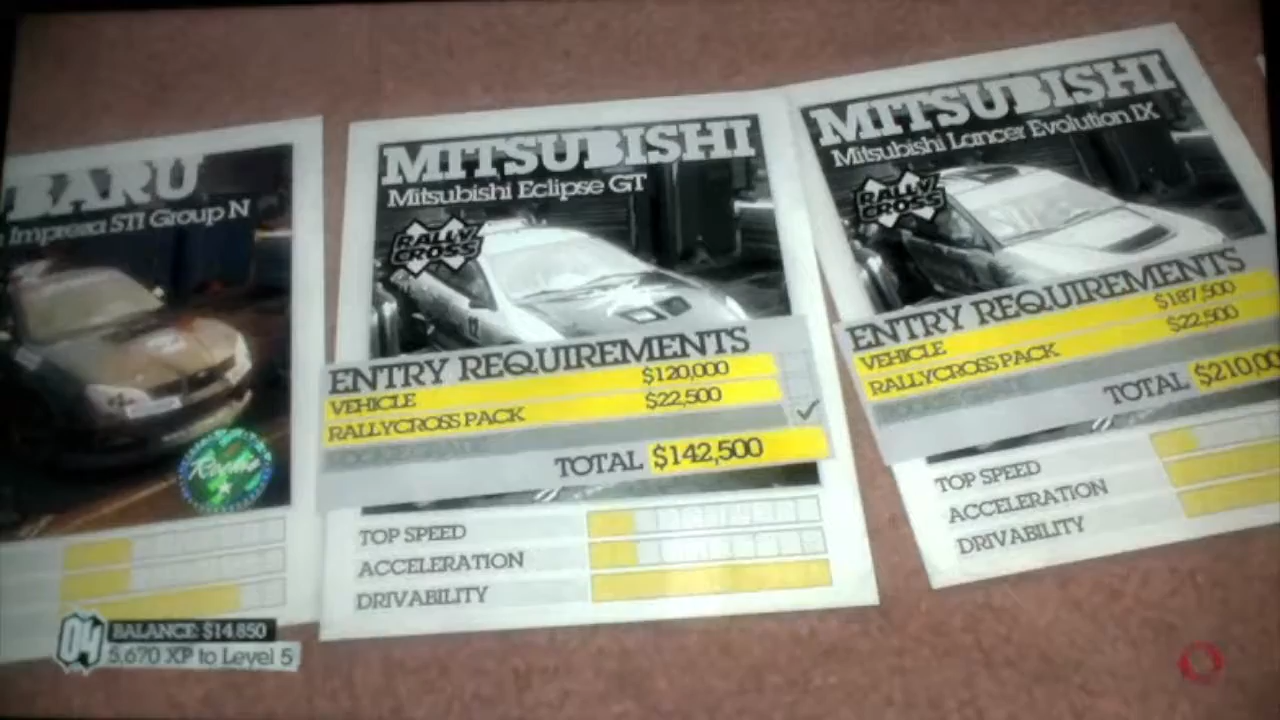 BARU
Impreza STI Group N
MITSUBISHI
Mitsubishi Eclipse GT
RALLY
CROSS
ENTRY REQUIREMENTS
VEHICLE $120,000
RALLYCROSS PACK $22,500
TOTAL $142,500
TOP SPEED
ACCELERATION
DRIVABILITY
MITSUBISHI
Mitsubishi Lancer Evolution IX
RALLY
CROSS
ENTRY REQUIREMENTS
VEHICLE $187,500
RALLYCROSS PACK $22,500
TOTAL $210,00
TOP SPEED
ACCELERATION
DRIVABILITY
04
BALANCE: $14,850
5,670 XP to Level 5